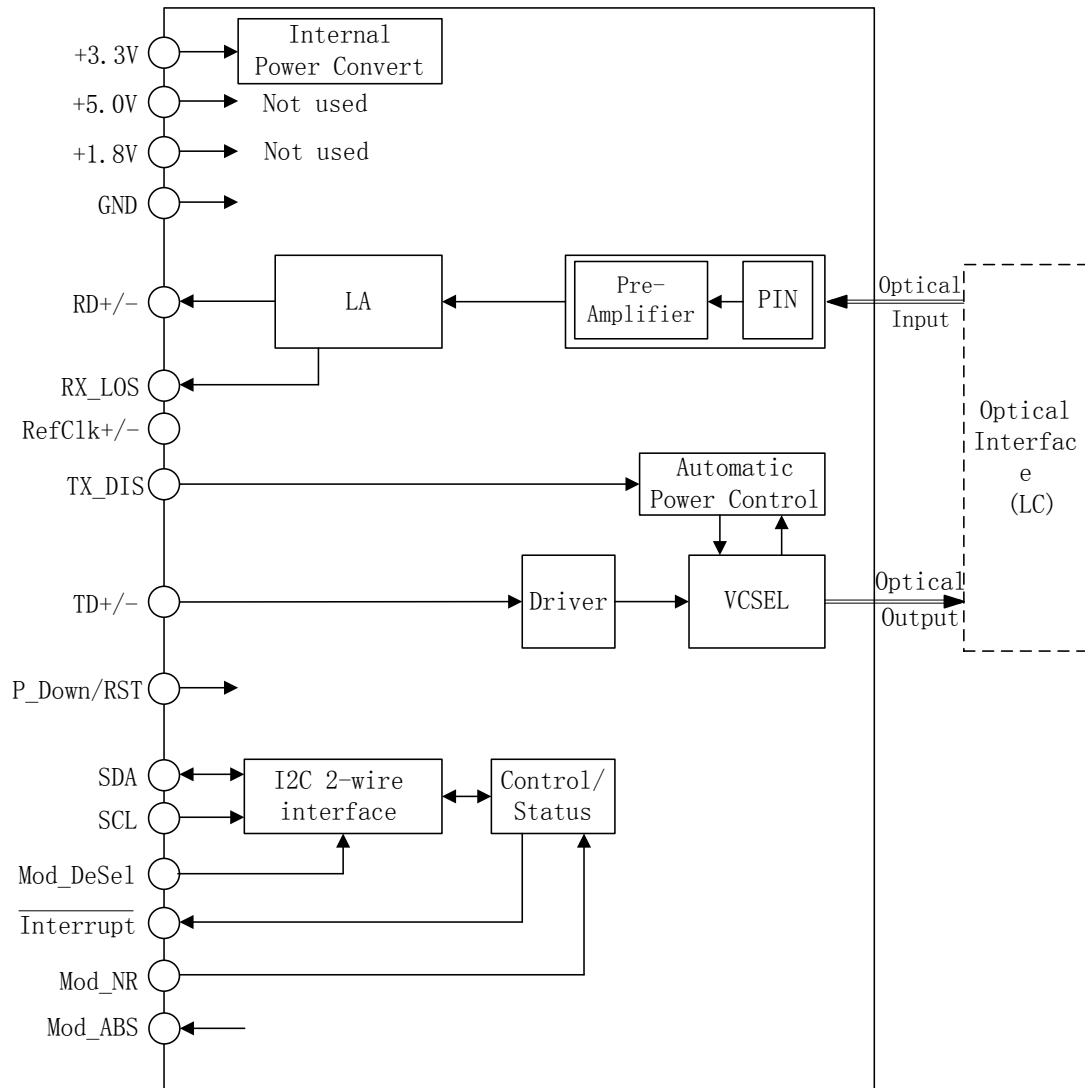 Internal
Power Convert
+3.3V
+5.0V
Not used
+1.8V
Not used
GND
RD+/-
LA
Pre-
Amplifier
PIN
Optical
Input
RX_LOS
RefClk+/-
Optical
Interfac
e
(LC)
TX_DIS
Automatic
Power Control
TD+/-
Driver
VCSEL
Optical
Output
P_Down/RST
SDA
I2C 2-wire
interface
Control/
Status
SCL
Mod_DeSel
Interrupt
Mod_NR
Mod_ABS